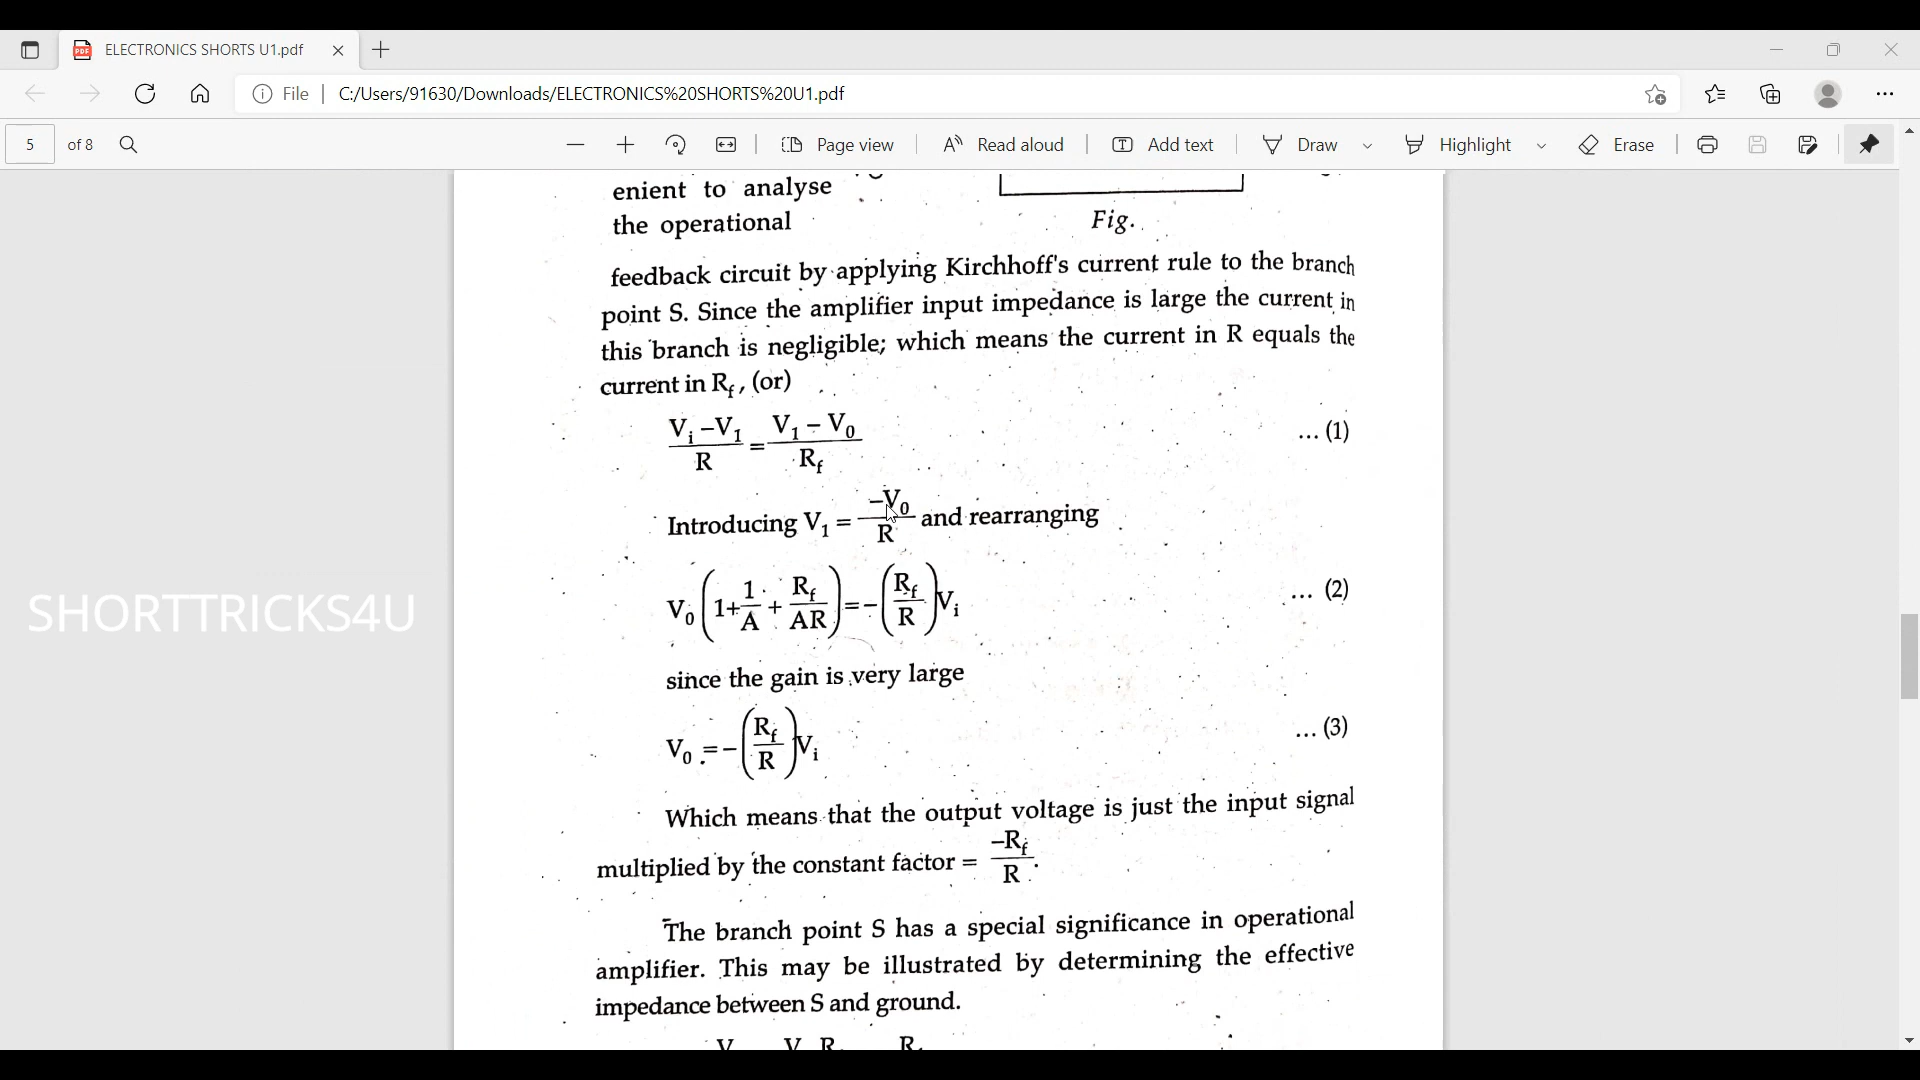 ELECTRONICS SHORTS U1.pdf
File | C:/Users/91630/Downloads/ELECTRONICS%20SHORTS%20U1.pdf
5 of 8 Page view Read aloud Add text Draw Highlight Erase
enient to analyse
the operational
Fig.
feedback circuit by applying Kirchhoff's current rule to the branch
point S. Since the amplifier input impedance is large the current in
this branch is negligible; which means the current in R equals the
current in R_f, (or)
(V_i – V_1)/R = (V_1 – V_0)/R_f ... (1)
Introducing V_1 = –V_0/R and rearranging
V_0 (1 + 1/A + R_f/AR) = –(R_f/R) V_i ... (2)
SHORTTRICKS4U
since the gain is very large
V_0 = –(R_f/R) V_i ... (3)
Which means that the output voltage is just the input signal
multiplied by the constant factor = –R_f/R.
The branch point S has a special significance in operational
amplifier. This may be illustrated by determining the effective
impedance between S and ground.